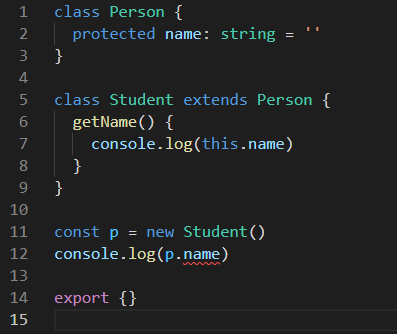 1 class Person {
2 protected name: string = ''
3 }
4
5 class Student extends Person {
6 getName() {
7 console.log(this.name)
8 }
9 }
10
11 const p = new Student()
12 console.log(p.name)
13
14 export {}
15